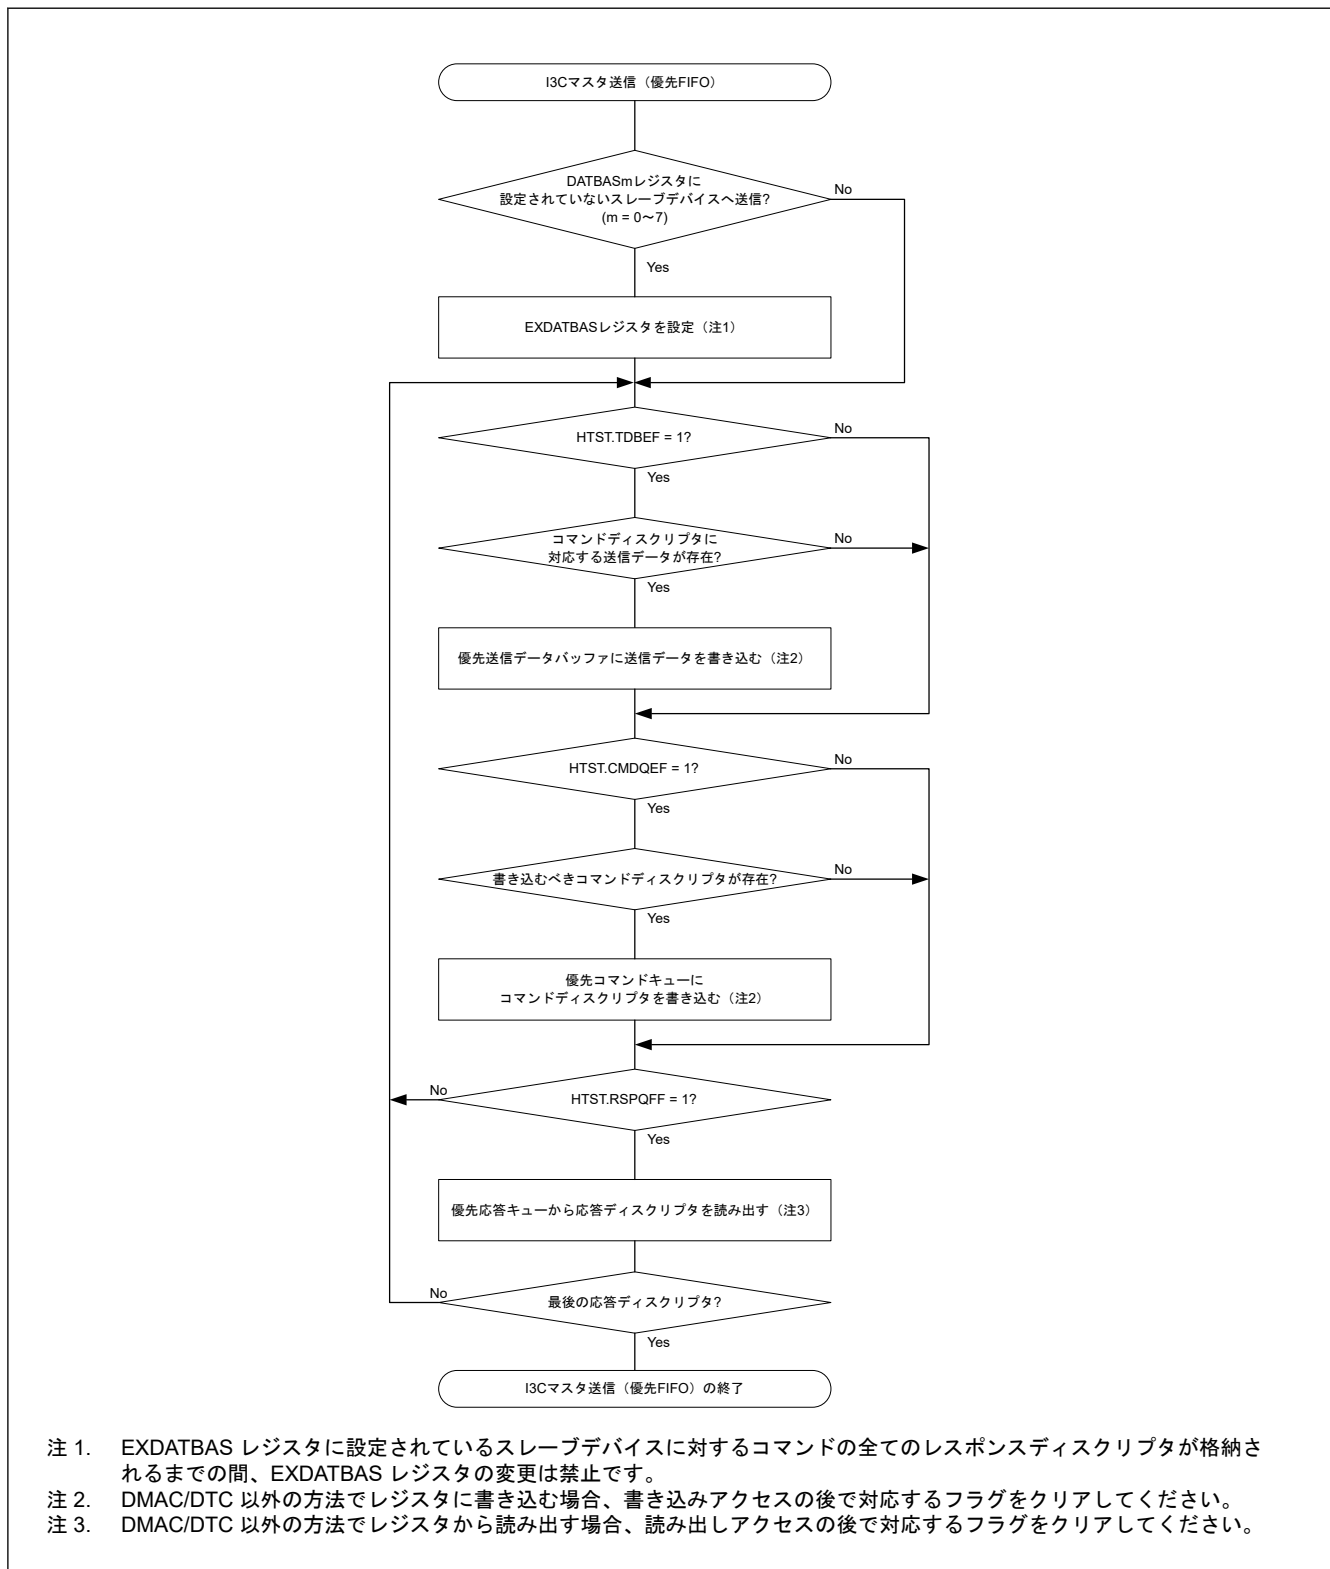 I3Cマスタ送信（優先FIFO）
DATBASmレジスタに
設定されていないスレーブデバイスへ送信?
(m = 0～7)
No
Yes
EXDATBASレジスタを設定（注1）
HTST.TDBEF = 1?
No
Yes
コマンドディスクリプタに
対応する送信データが存在?
No
Yes
優先送信データバッファに送信データを書き込む（注2）
HTST.CMDQEF = 1?
No
Yes
書き込むべきコマンドディスクリプタが存在?
No
Yes
優先コマンドキューに
コマンドディスクリプタを書き込む（注2）
No
HTST.RSPQFF = 1?
Yes
優先応答キューから応答ディスクリプタを読み出す（注3）
No
最後の応答ディスクリプタ?
Yes
I3Cマスタ送信（優先FIFO）の終了
注 1. EXDATBAS レジスタに設定されているスレーブデバイスに対するコマンドの全てのレスポンスディスクリプタが格納さ
れるまでの間、EXDATBAS レジスタの変更は禁止です。
注 2. DMAC/DTC 以外の方法でレジスタに書き込む場合、書き込みアクセスの後で対応するフラグをクリアしてください。
注 3. DMAC/DTC 以外の方法でレジスタから読み出す場合、読み出しアクセスの後で対応するフラグをクリアしてください。